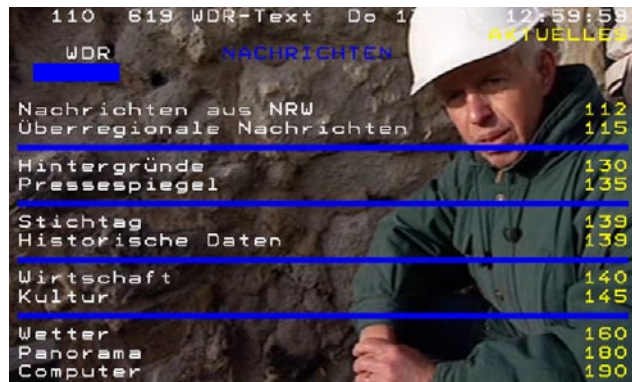 110 619 WDR-Text Do 12:59:59
AKTUELLES
WDR NACHRICHTEN
Nachrichten aus NRW 112
Überregionale Nachrichten 115
Hintergründe 130
Pressespiegel 135
Stichtag 139
Historische Daten 139
Wirtschaft 140
Kultur 145
Wetter 160
Panorama 180
Computer 190